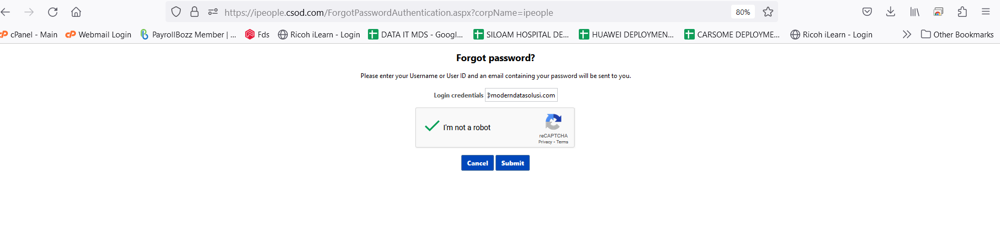 https://ipeople.csod.com/ForgotPasswordAuthentication.aspx?corpName=ipeople 80%
cPanel - Main Webmail Login PayrollBozz Member | ... Fds Ricoh iLearn - Login DATA IT MDS - Googl... SILOAM HOSPITAL DE... HUAWEI DEPLOYMEN... CARSOME DEPLOYME... Ricoh iLearn - Login Other Bookmarks
Forgot password?
Please enter your Username or User ID and an email containing your password will be sent to you.
Login credentials @moderndatasolusi.com
I'm not a robot
reCAPTCHA
Privacy - Terms
Cancel Submit